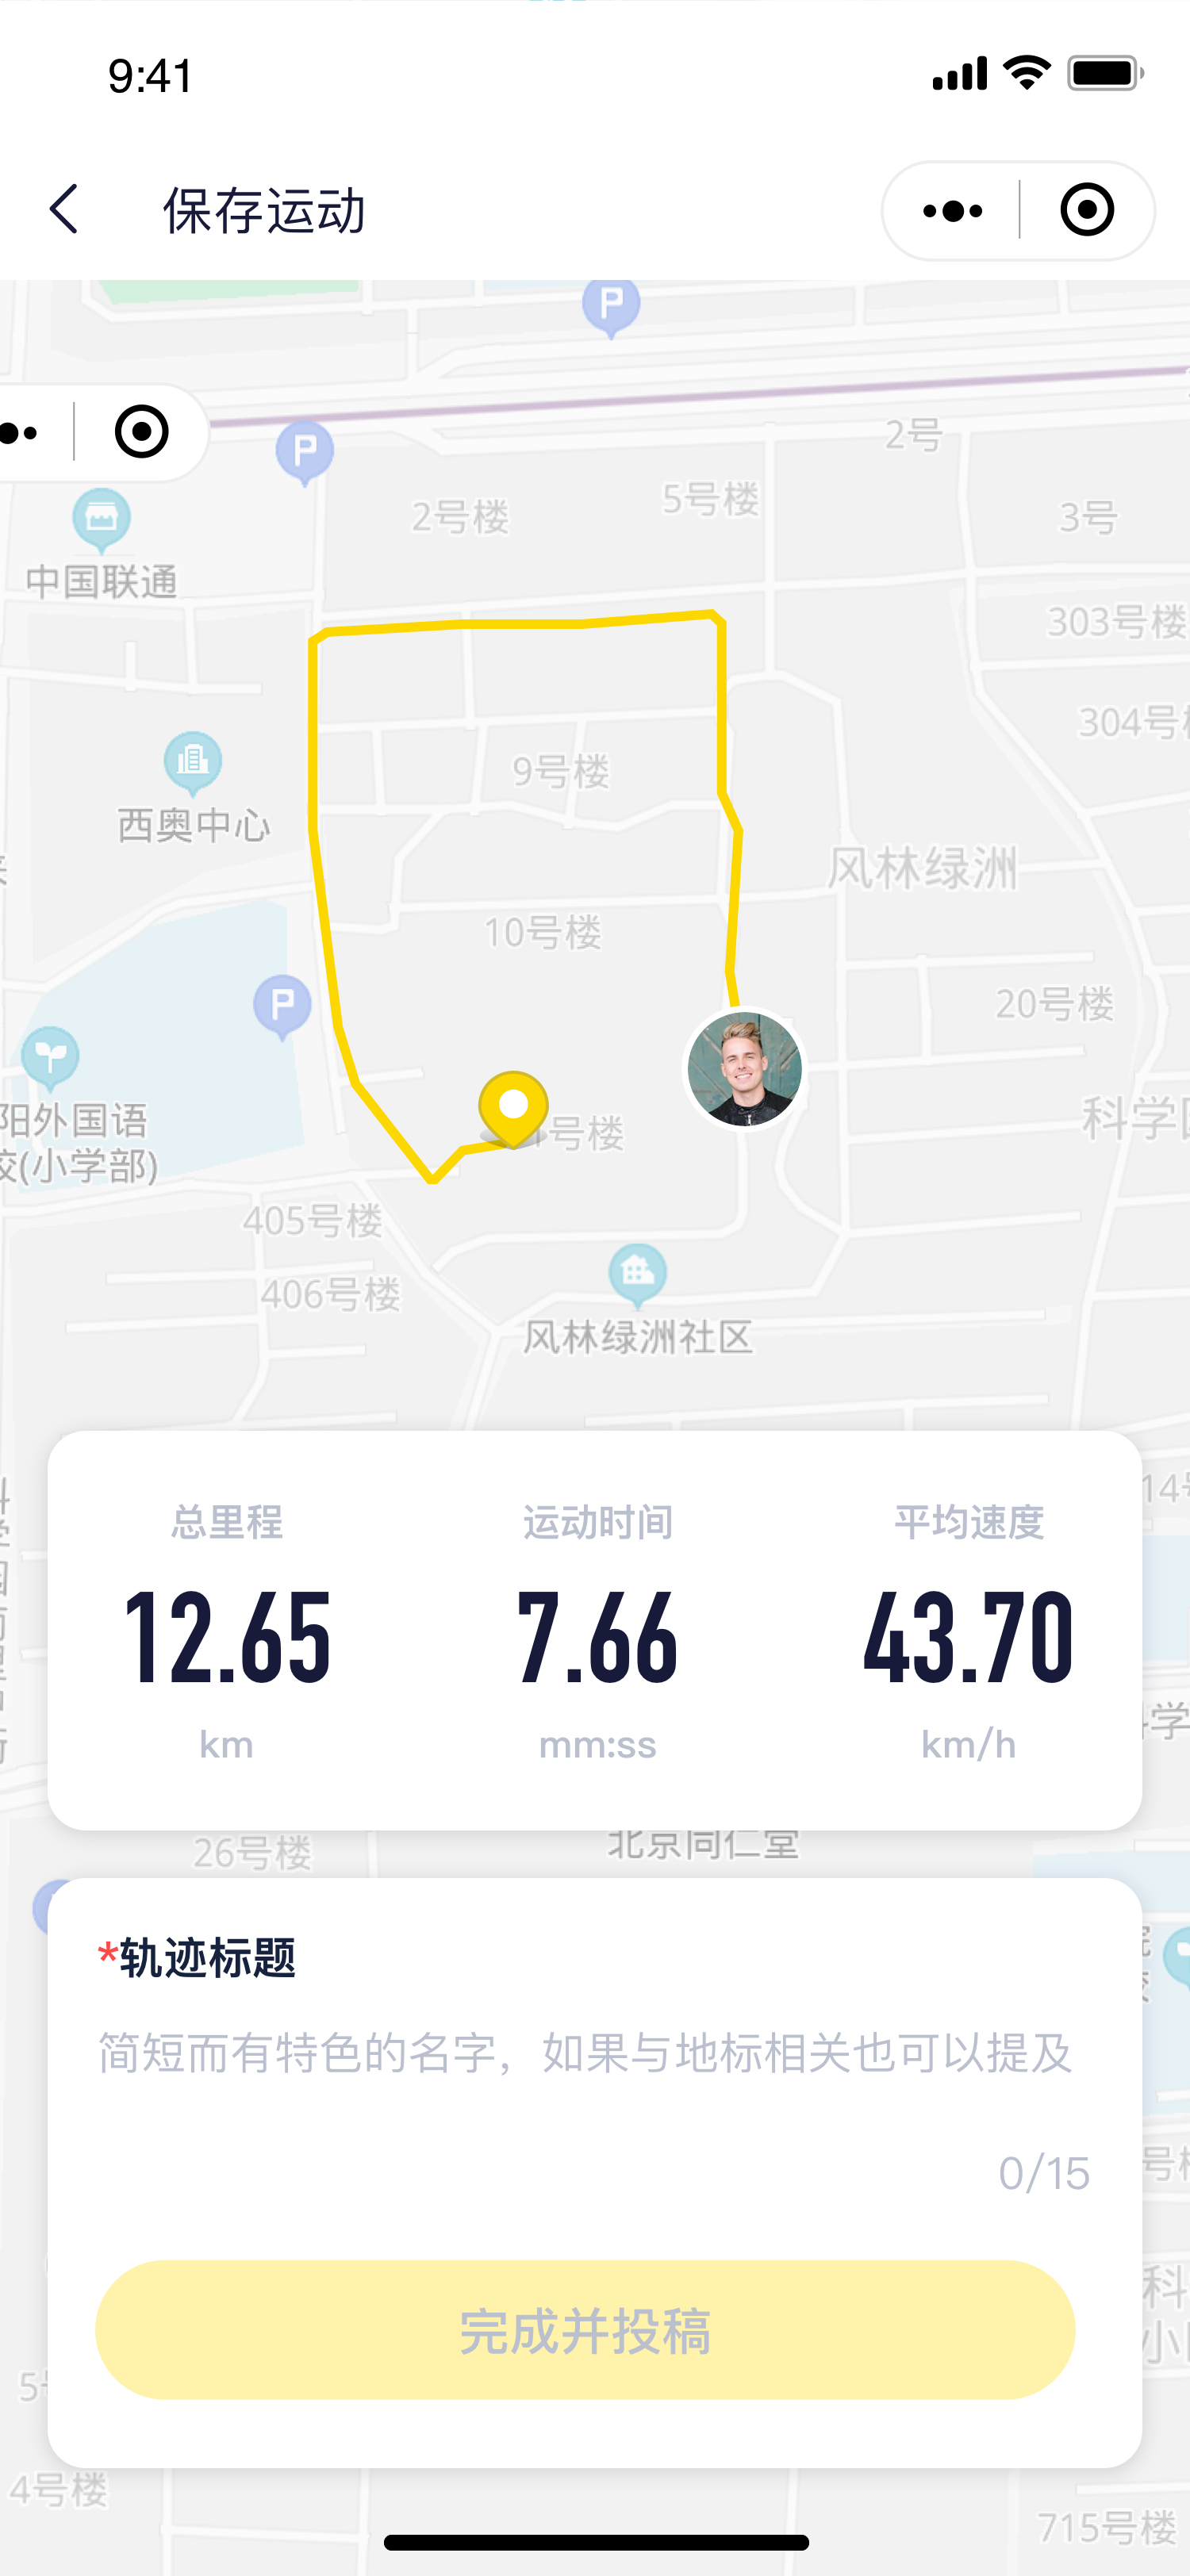 9:41
保存运动
P
2号
P
2号楼
5号楼
3号
中国联通
303号楼
304号
9号楼
西奥中心
风林绿洲
10号楼
P
20号楼
阳外国语
号楼
科学
校(小学部)
405号楼
406号楼
风林绿洲社区
总里程
运动时间
平均速度
14
12.65
7.66
43.70
km
mm:ss
km/h
学
26号楼
北京同仁堂
*轨迹标题
简短而有特色的名字，如果与地标相关也可以提及
0/15
号
科
完成并投稿
小
5
4号楼
715号楼